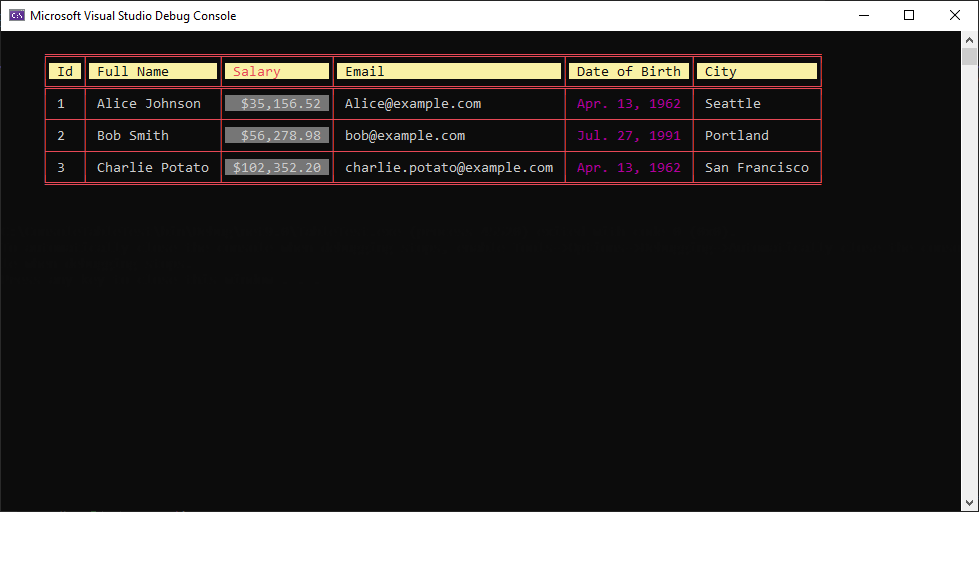 Microsoft Visual Studio Debug Console
Id Full Name Salary Email Date of Birth City
1 Alice Johnson $35,156.52 Alice@example.com Apr. 13, 1962 Seattle
2 Bob Smith $56,278.98 bob@example.com Jul. 27, 1991 Portland
3 Charlie Potato $102,352.20 charlie.potato@example.com Apr. 13, 1962 San Francisco